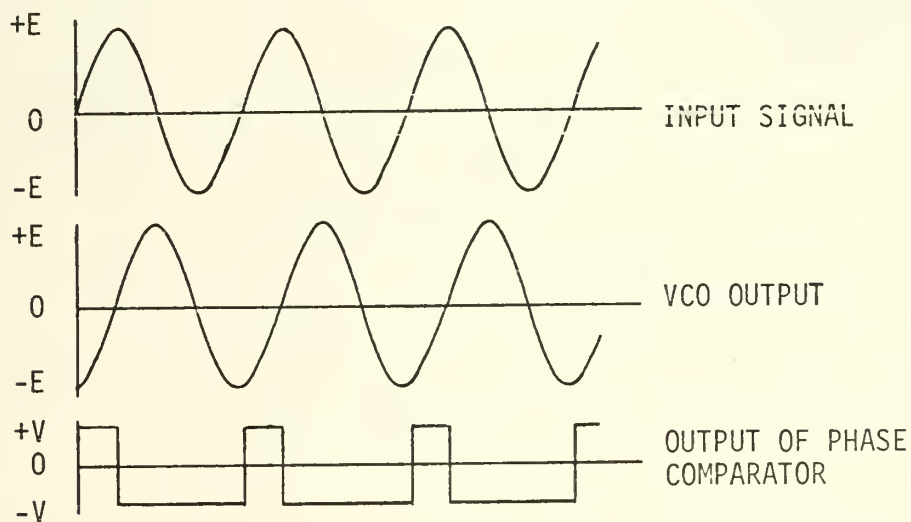 +E
0
-E
INPUT SIGNAL
+E
0
-E
VCO OUTPUT
+V
0
-V
OUTPUT OF PHASE
COMPARATOR